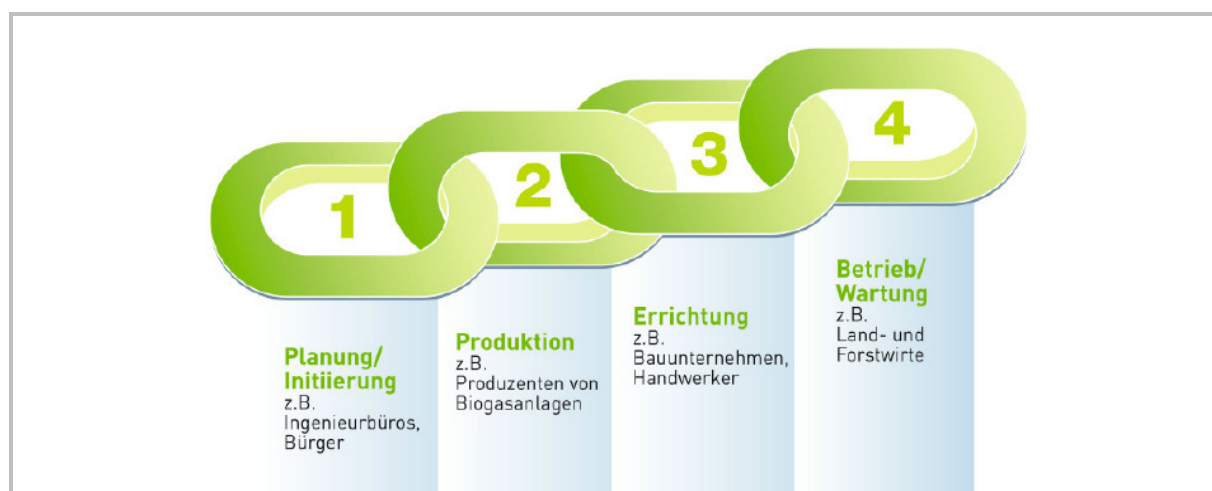 1
Planung/
Initiierung
z.B.
Ingenieurbüros,
Bürger
2
Produktion
z.B.
Produzenten von
Biogasanlagen
3
Errichtung
z.B.
Bauunternehmen,
Handwerker
4
Betrieb/
Wartung
z.B.
Land- und
Forstwirte